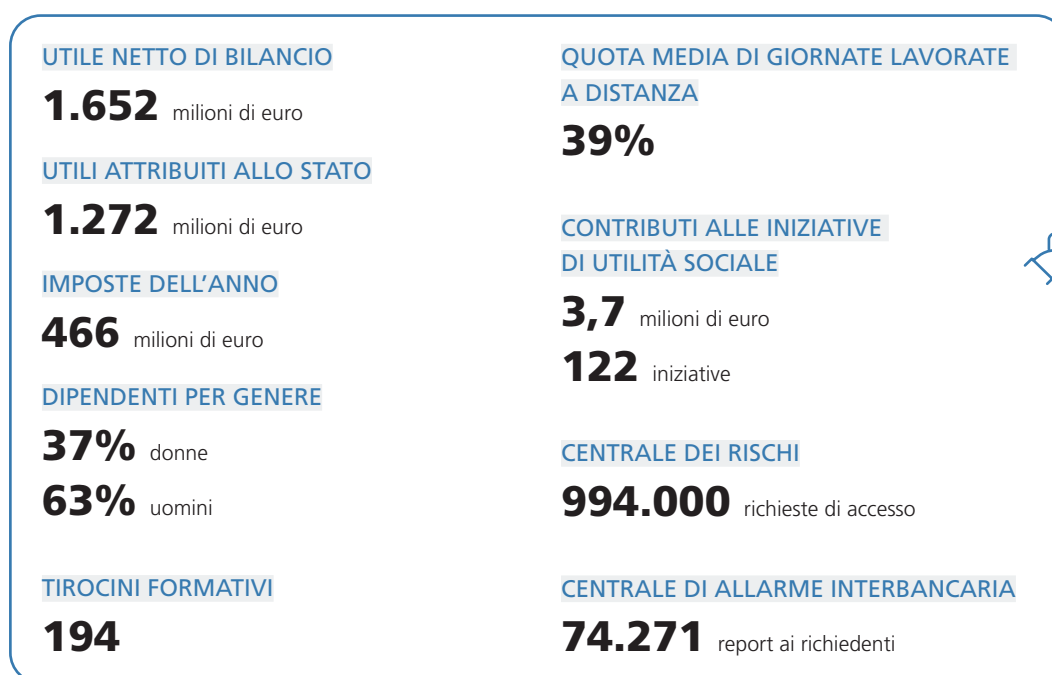 UTILE NETTO DI BILANCIO
1.652 milioni di euro
UTILI ATTRIBUITI ALLO STATO
1.272 milioni di euro
IMPOSTE DELL'ANNO
466 milioni di euro
DIPENDENTI PER GENERE
37% donne
63% uomini
TIROCINI FORMATIVI
194
QUOTA MEDIA DI GIORNATE LAVORATE
A DISTANZA
39%
CONTRIBUTI ALLE INIZIATIVE
DI UTILITÀ SOCIALE
3,7 milioni di euro
122 iniziative
CENTRALE DEI RISCHI
994.000 richieste di accesso
CENTRALE DI ALLARME INTERBANCARIA
74.271 report ai richiedenti